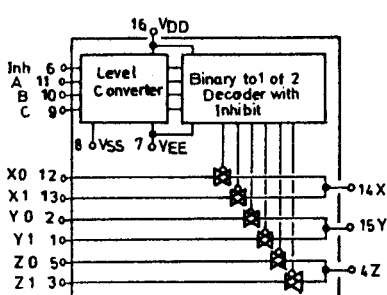 16 VDD
Inh 6
A 11
B 10
C 9
Level
Converter
Binary to 1 of 2
Decoder with
Inhibit
8 VSS
7 VEE
X0 12
X1 13
Y0 2
Y1 1
Z0 5
Z1 3
14 X
15 Y
4 Z